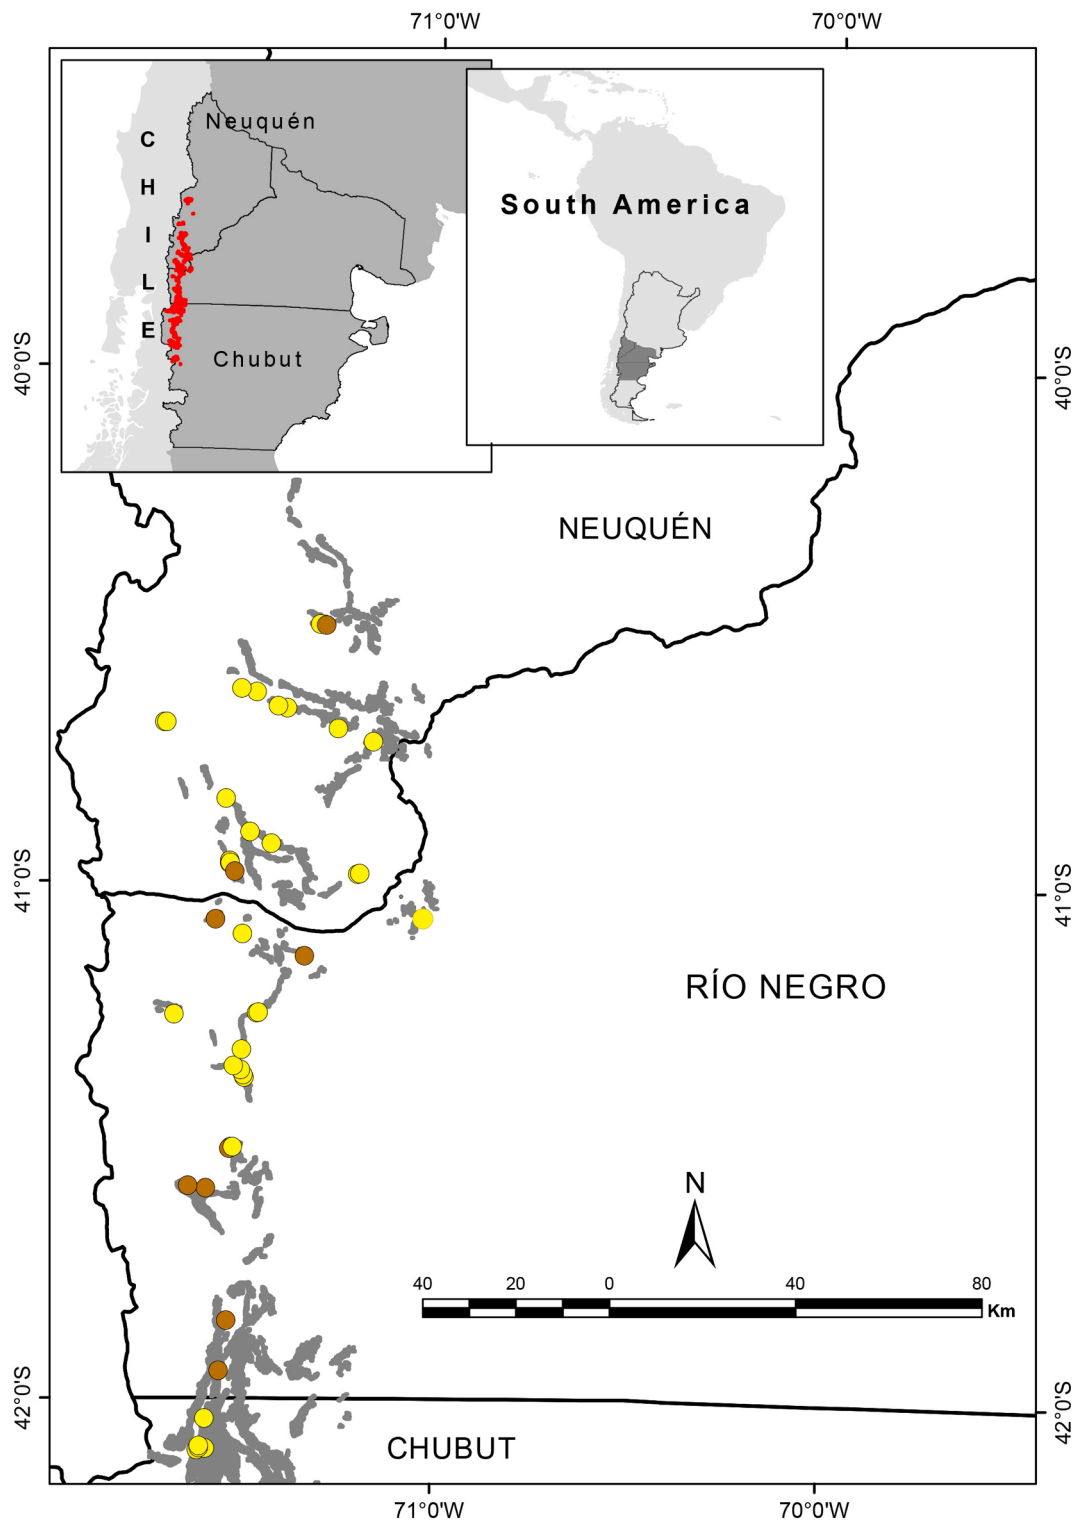 71°0'W
70°0'W
Neuquén
C
H
I
L
E
Chubut
South America
40°0'S
40°0'S
NEUQUÉN
41°0'S
41°0'S
RÍO NEGRO
N
40
20
0
40
80
Km
42°0'S
42°0'S
CHUBUT
71°0'W
70°0'W